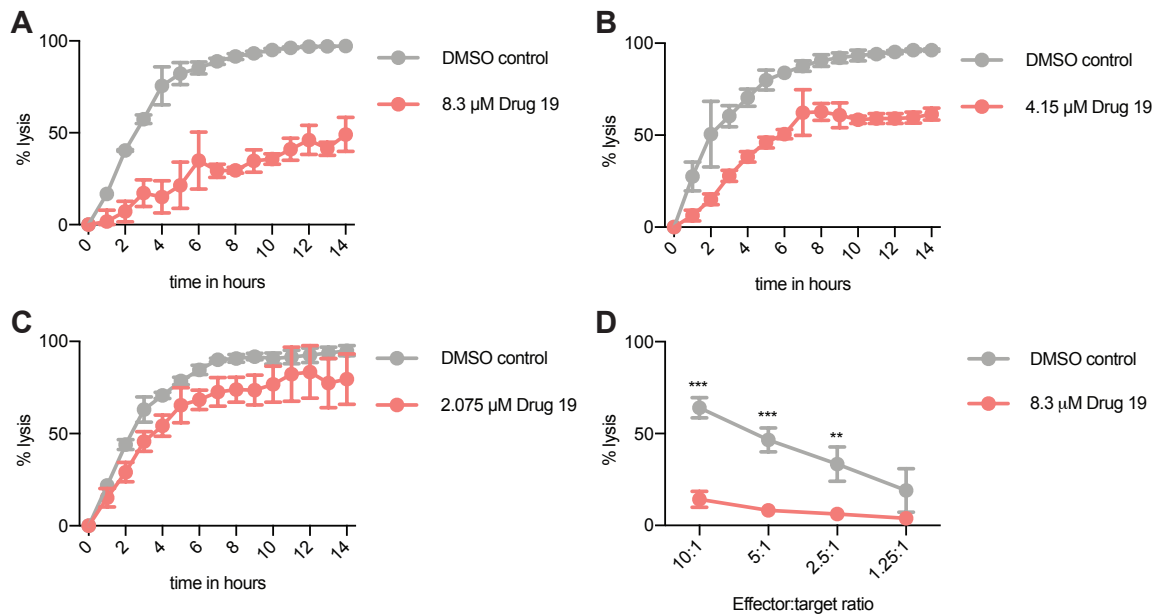 A
100
50
0
% lysis
0
2
4
6
8
10
12
14
time in hours
DMSO control
8.3 µM Drug 19
B
100
50
0
% lysis
0
2
4
6
8
10
12
14
time in hours
DMSO control
4.15 µM Drug 19
C
100
50
0
% lysis
0
2
4
6
8
10
12
14
time in hours
DMSO control
2.075 µM Drug 19
D
100
50
0
% lysis
***
***
**
10:1
5:1
2.5:1
1.25:1
Effector:target ratio
DMSO control
8.3 µM Drug 19